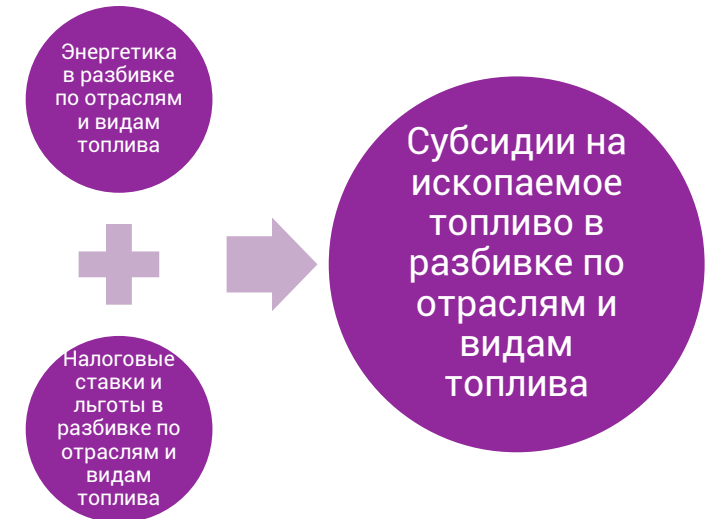 Энергетика
в разбивке
по отраслям
и видам
топлива
Налоговые
ставки и
льготы в
разбивке по
отраслям и
видам
топлива
Субсидии на
ископаемое
топливо в
разбивке по
отраслям и
видам
топлива